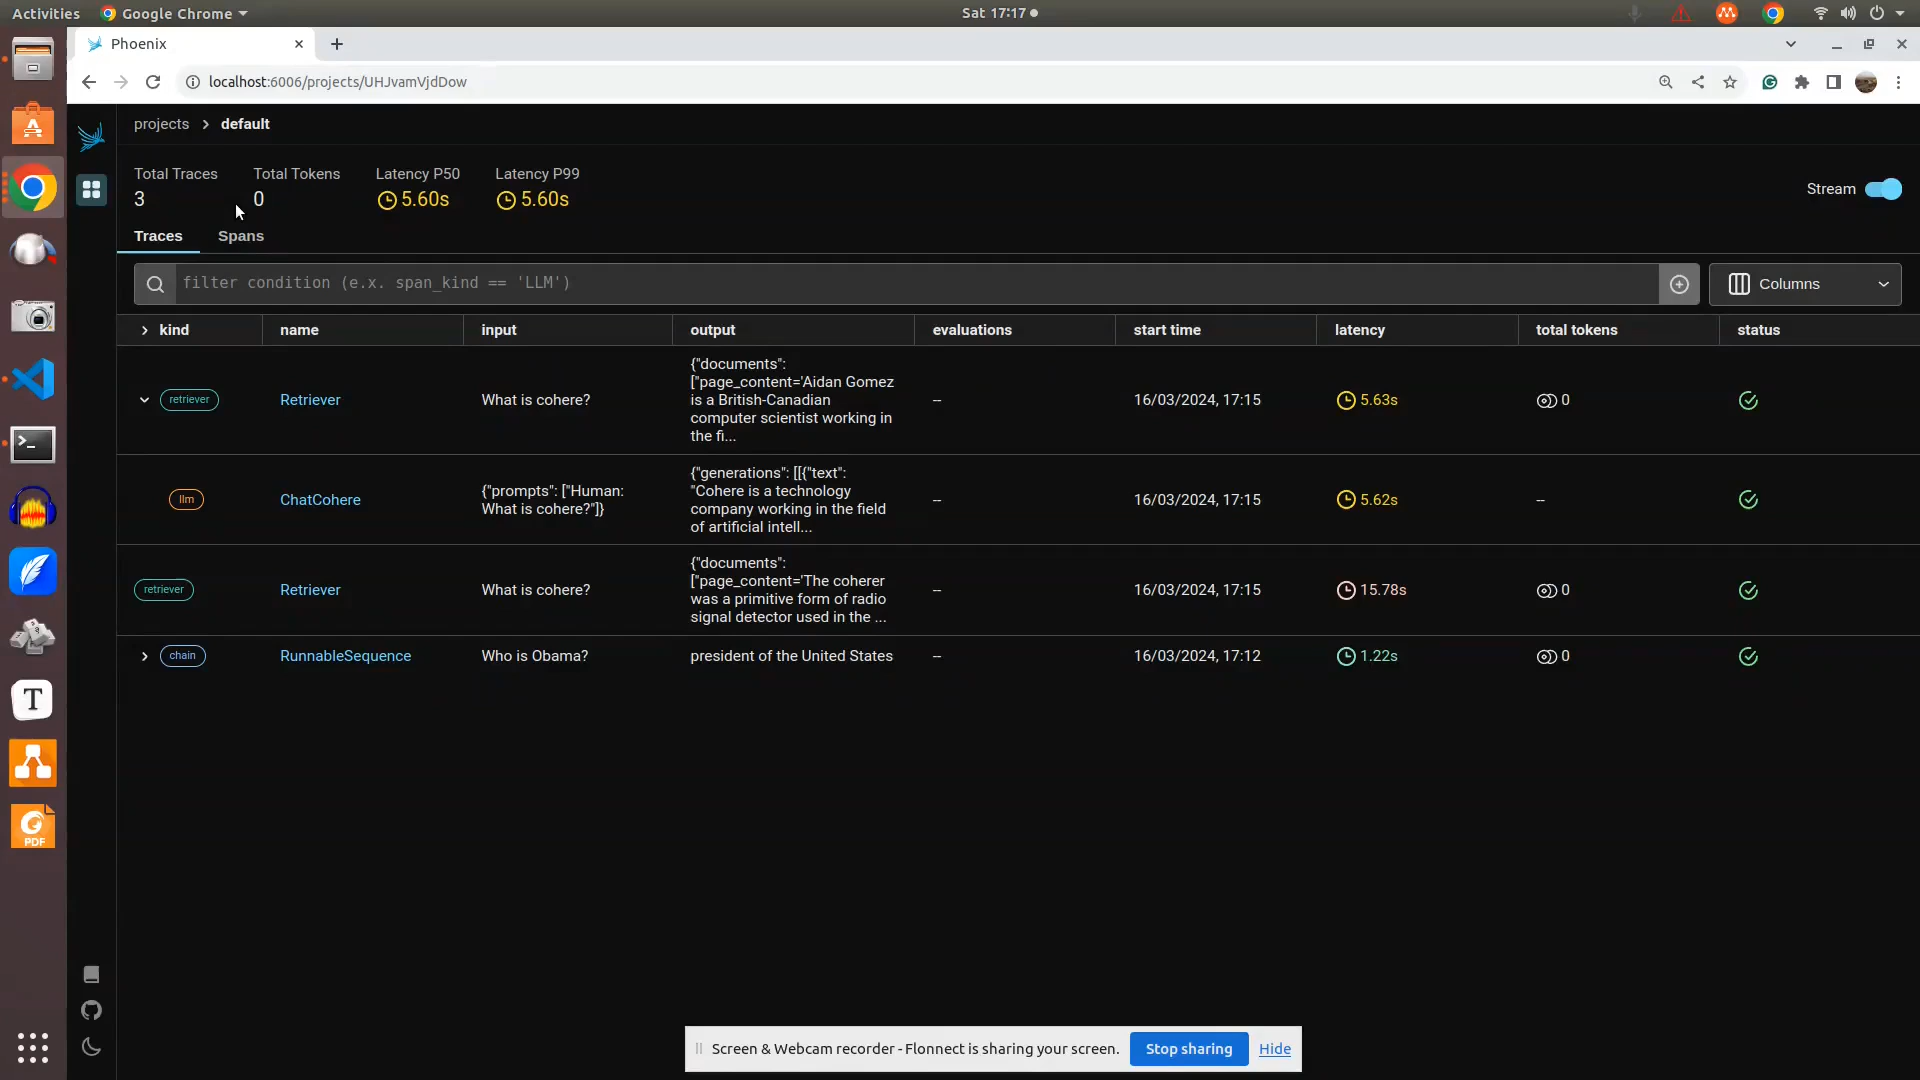 Activities Google Chrome Sat 17:17
Phoenix
localhost:6006/projects/UHJvamVjdDow
projects > default
Total Traces Total Tokens Latency P50 Latency P99
3 0 5.60s 5.60s
Stream
Traces Spans
filter condition (e.x. span_kind == 'LLM')
Columns
kind name input output evaluations start time latency total tokens status
retriever Retriever What is cohere? {"documents":
["page_content='Aidan Gomez
is a British-Canadian
computer scientist working in
the fi...
-- 16/03/2024, 17:15 5.63s 0
llm ChatCohere {"prompts": ["Human:
What is cohere?"]}
{"generations": [[{"text":
"Cohere is a technology
company working in the field
of artificial intell...
-- 16/03/2024, 17:15 5.62s --
retriever Retriever What is cohere? {"documents":
["page_content='The coherer
was a primitive form of radio
signal detector used in the ...
-- 16/03/2024, 17:15 15.78s 0
chain RunnableSequence Who is Obama? president of the United States -- 16/03/2024, 17:12 1.22s 0
T
PDF
Screen & Webcam recorder - Flonnect is sharing your screen. Stop sharing Hide